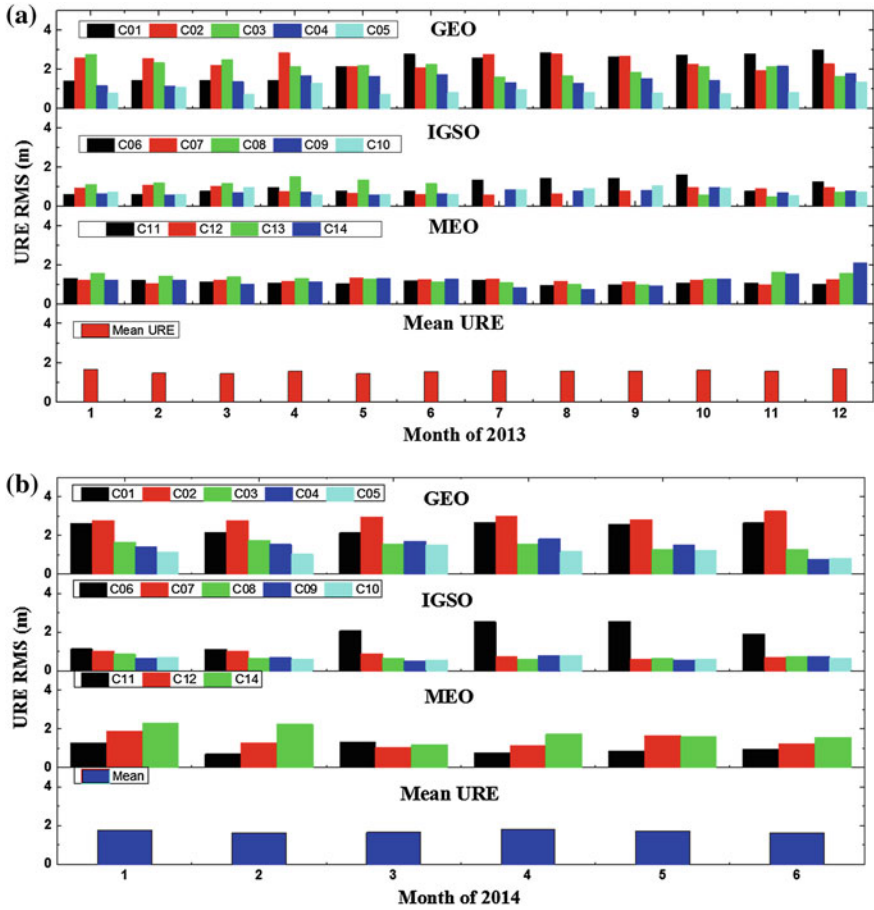 (a)
GEO
C01 C02 C03 C04 C05
4
2
0
IGSO
C06 C07 C08 C09 C10
4
2
0
MEO
C11 C12 C13 C14
4
2
0
Mean URE
Mean URE
4
2
0
URE RMS (m)
1 2 3 4 5 6 7 8 9 10 11 12
Month of 2013
(b)
C01 C02 C03 C04 C05
GEO
4
2
0
C06 C07 C08 C09 C10
IGSO
4
2
0
C11 C12 C14
MEO
4
2
0
Mean
Mean URE
4
2
0
URE RMS (m)
1 2 3 4 5 6
Month of 2014